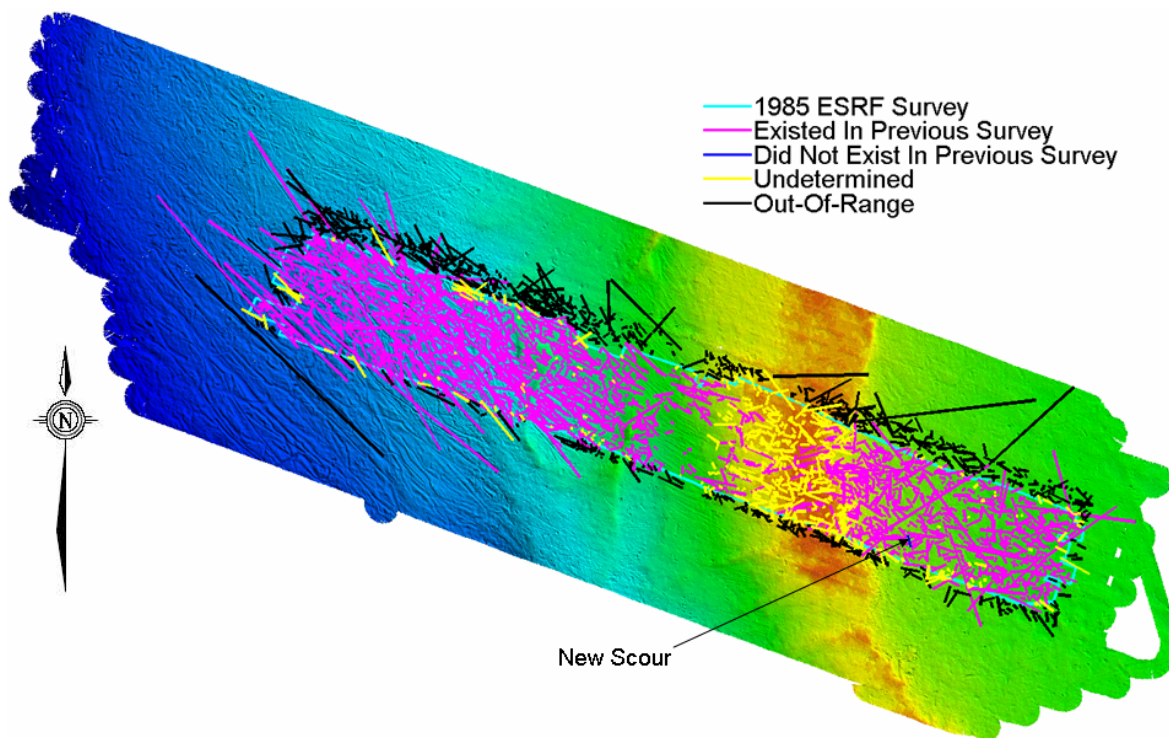 1985 ESRF Survey
Existed In Previous Survey
Did Not Exist In Previous Survey
Undetermined
Out-Of-Range
N
New Scour